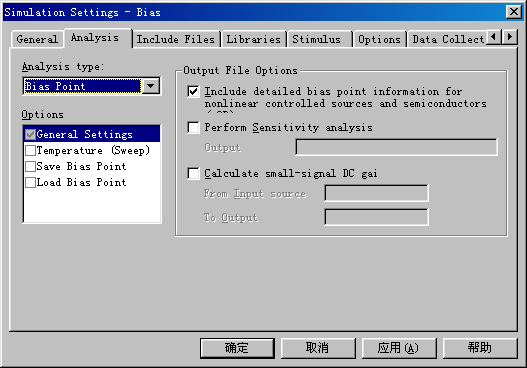 Simulation Settings - Bias
General Analysis Include Files Libraries Stimulus Options Data Collect
Analysis type:
Bias Point
Options
General Settings
Temperature (Sweep)
Save Bias Point
Load Bias Point
Output File Options
Include detailed bias point information for
nonlinear controlled sources and semiconductors
Perform Sensitivity analysis
Output
Calculate small-signal DC gai
From Input source
To Output
确定 取消 应用(A) 帮助